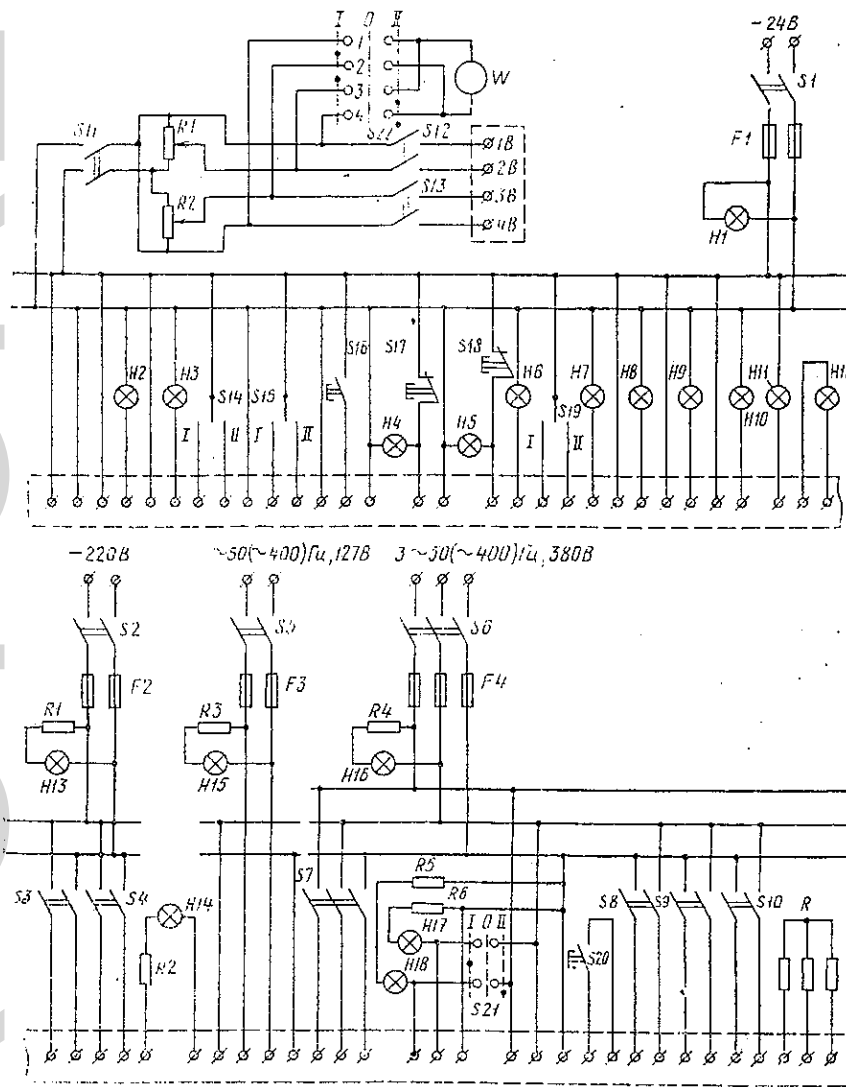 I O II
−24В
1
2
W
S1
3
4
S11
R1
S22
S12
1В
F1
2В
R2
S13
3В
4В
H1
S16
S17
S18
H2
H3
H6
H7
H8
H9
H11
S14
S15
S19
H10
H4
H5
I
II
I
II
I
II
−220В
~50(~400)Гц, 127В
3~50(~400)Гц, 380В
S2
S5
S6
F2
F3
F4
R1
R3
R4
H13
H15
H16
S3
S4
H14
S7
R5
R6
H17
I O II
S8
S9
S10
R
R2
H18
S20
S21